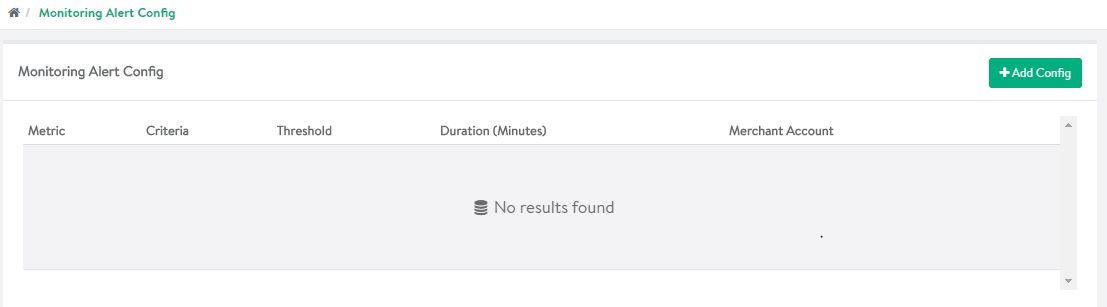 / Monitoring Alert Config
Monitoring Alert Config
+ Add Config
Metric Criteria Threshold Duration (Minutes) Merchant Account
No results found